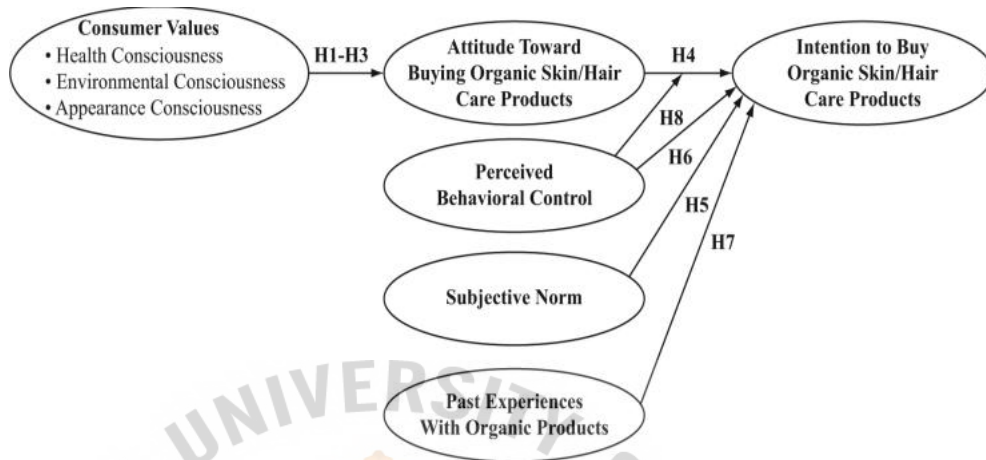 Consumer Values
• Health Consciousness
• Environmental Consciousness
• Appearance Consciousness
H1-H3
Attitude Toward
Buying Organic Skin/Hair
Care Products
H4
Intention to Buy
Organic Skin/Hair
Care Products
H8
Perceived
Behavioral Control
H6
H5
H7
Subjective Norm
Past Experiences
With Organic Products
UNIVERSITY